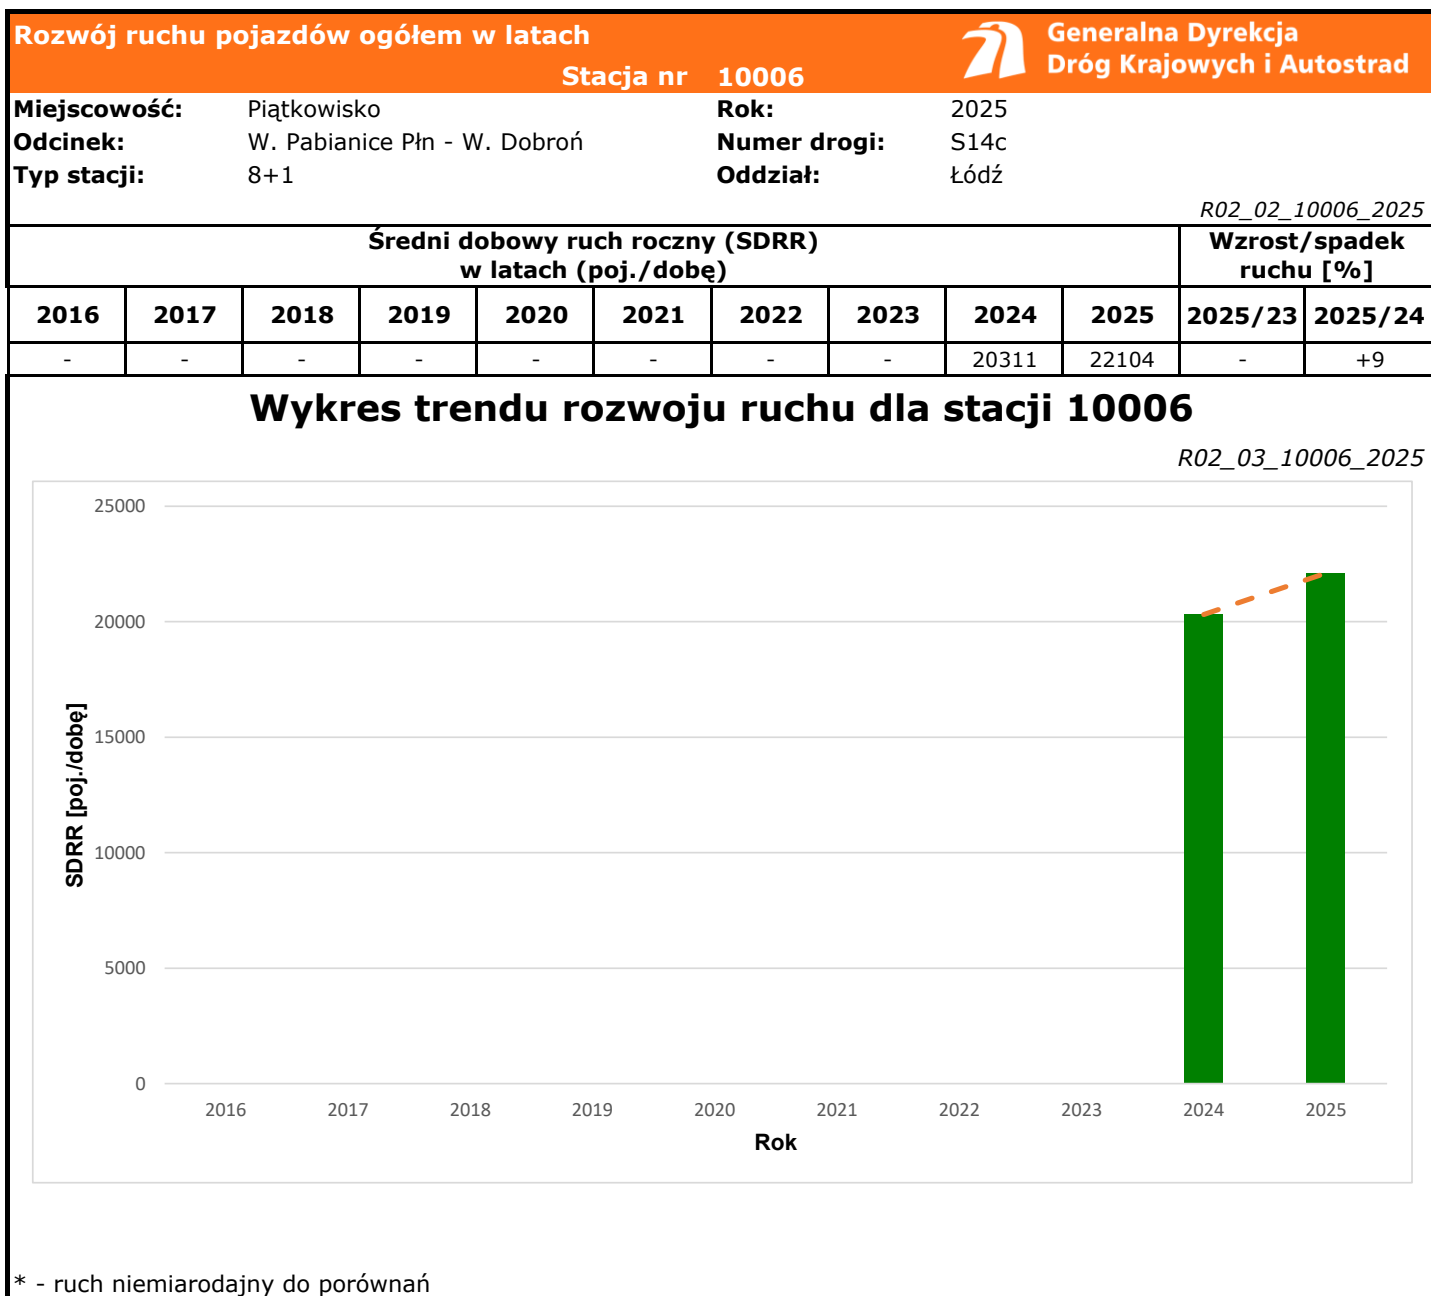 Rozwój ruchu pojazdów ogółem w latach
Generalna Dyrekcja
Dróg Krajowych i Autostrad
Stacja nr 10006
Miejscowość: Piątkowisko Rok: 2025
Odcinek: W. Pabianice Płn - W. Dobroń Numer drogi: S14c
Typ stacji: 8+1 Oddział: Łódź
R02_02_10006_2025
Średni dobowy ruch roczny (SDRR)
w latach (poj./dobę)
Wzrost/spadek
ruchu [%]
2016 2017 2018 2019 2020 2021 2022 2023 2024 2025 2025/23 2025/24
- - - - - - - - 20311 22104 - +9
Wykres trendu rozwoju ruchu dla stacji 10006
R02_03_10006_2025
SDRR [poj./dobę]
25000
20000
15000
10000
5000
0
2016 2017 2018 2019 2020 2021 2022 2023 2024 2025
Rok
* - ruch niemiarodajny do porównań